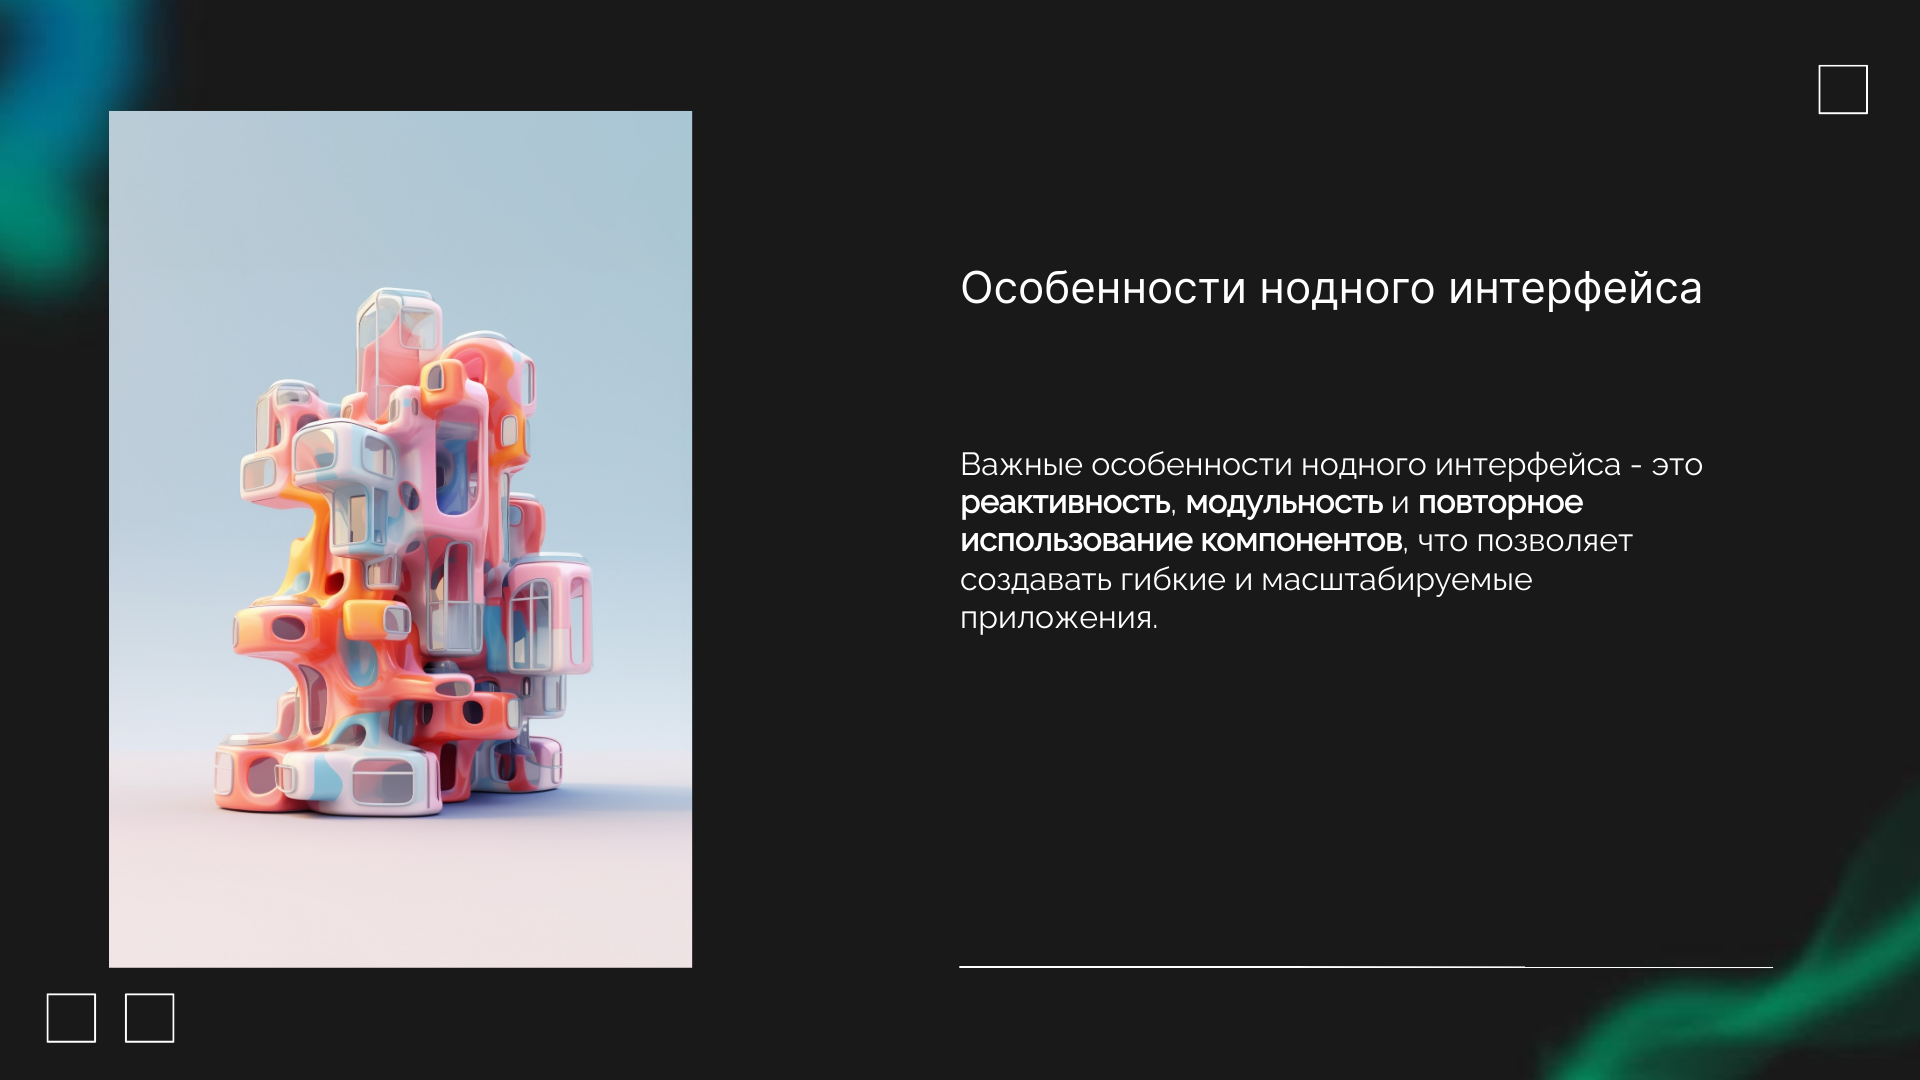 Особенности нодного интерфейса
Важные особенности нодного интерфейса - это
реактивность, модульность и повторное
использование компонентов, что позволяет
создавать гибкие и масштабируемые
приложения.